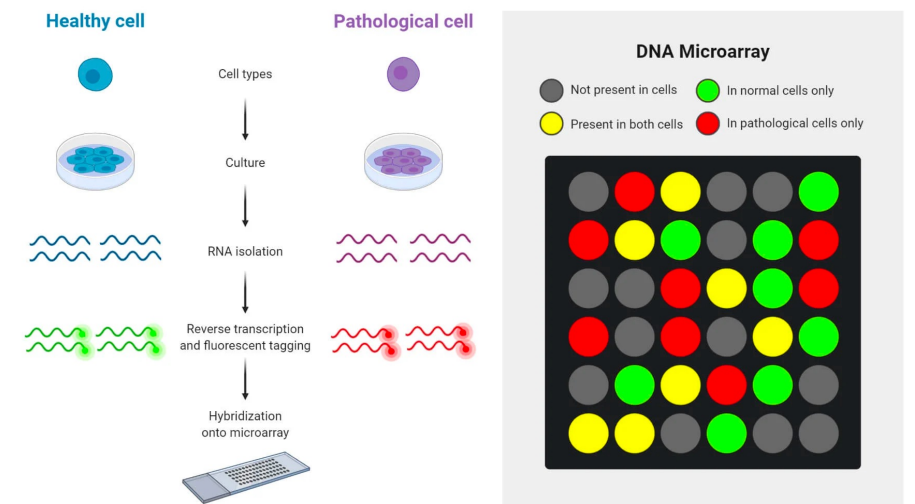 Healthy cell
Pathological cell
Cell types
Culture
RNA isolation
Reverse transcription
and fluorescent tagging
Hybridization
onto microarray
DNA Microarray
Not present in cells
In normal cells only
Present in both cells
In pathological cells only